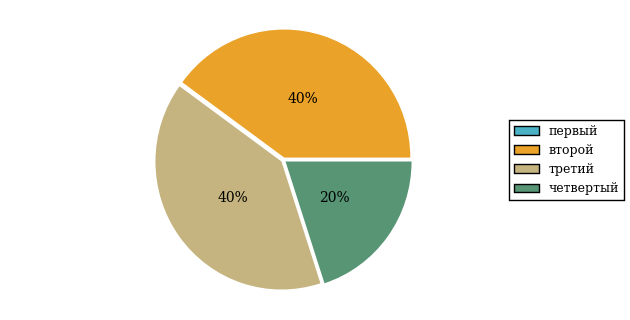 40%
40%
20%
первый
второй
третий
четвертый